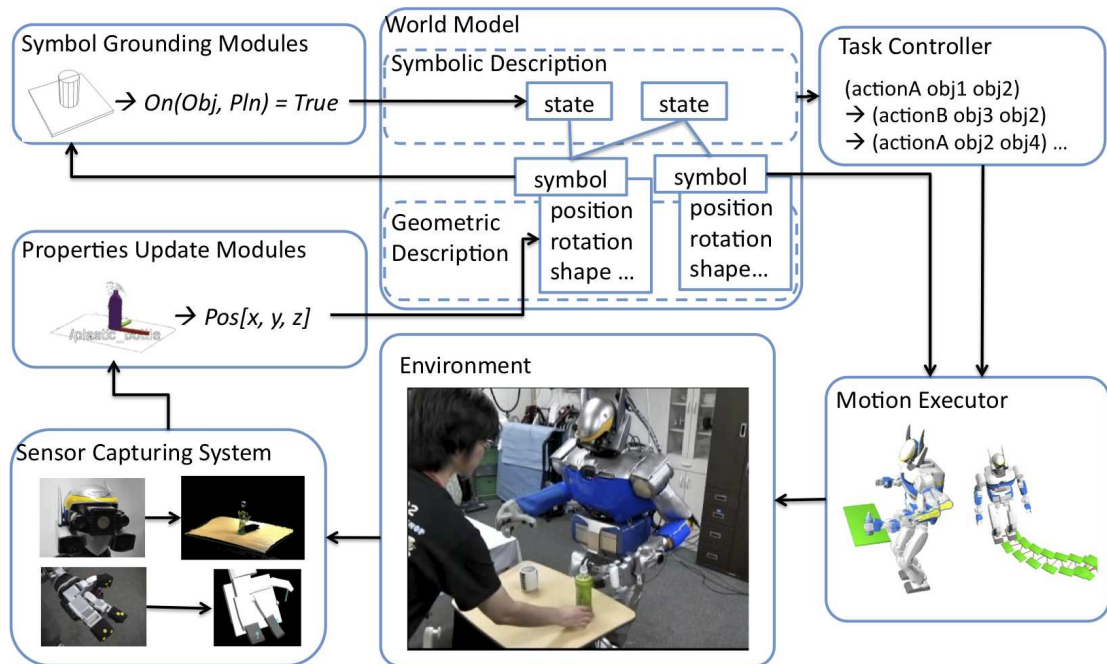 Symbol Grounding Modules
→ On(Obj, Pln) = True
World Model
Symbolic Description
state
state
symbol
symbol
Geometric
Description
position
rotation
shape ...
position
rotation
shape...
Task Controller
(actionA obj1 obj2)
→ (actionB obj3 obj2)
→ (actionA obj2 obj4) ...
Properties Update Modules
→ Pos[x, y, z]
/plastic_bottle
Environment
Motion Executor
Sensor Capturing System